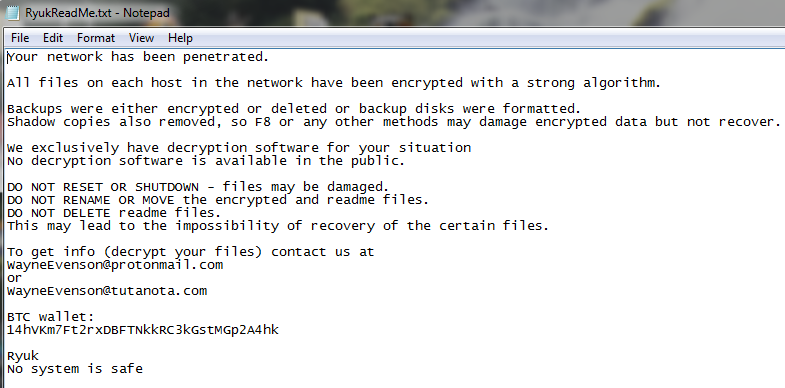 RyukReadMe.txt - Notepad
File Edit Format View Help
Your network has been penetrated.
All files on each host in the network have been encrypted with a strong algorithm.
Backups were either encrypted or deleted or backup disks were formatted.
Shadow copies also removed, so F8 or any other methods may damage encrypted data but not recover.
We exclusively have decryption software for your situation
No decryption software is available in the public.
DO NOT RESET OR SHUTDOWN - files may be damaged.
DO NOT RENAME OR MOVE the encrypted and readme files.
DO NOT DELETE readme files.
This may lead to the impossibility of recovery of the certain files.
To get info (decrypt your files) contact us at
WayneEvenson@protonmail.com
or
WayneEvenson@tutanota.com
BTC wallet:
14hVKm7Ft2rxDBFTNkkRC3kGstMGp2A4hk
Ryuk
No system is safe